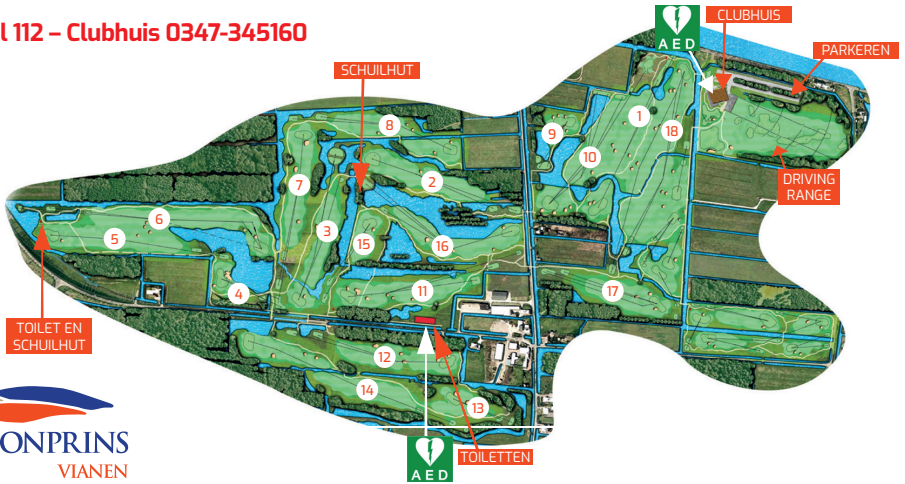 l 112 – Clubhuis 0347-345160
AED
CLUBHUIS
PARKEREN
SCHUILHUT
1
18
8
9
10
2
7
DRIVING
RANGE
6
3
5
15
16
4
11
17
TOILET EN
SCHUILHUT
12
14
13
ONPRINS
VIANEN
TOILETTEN
AED